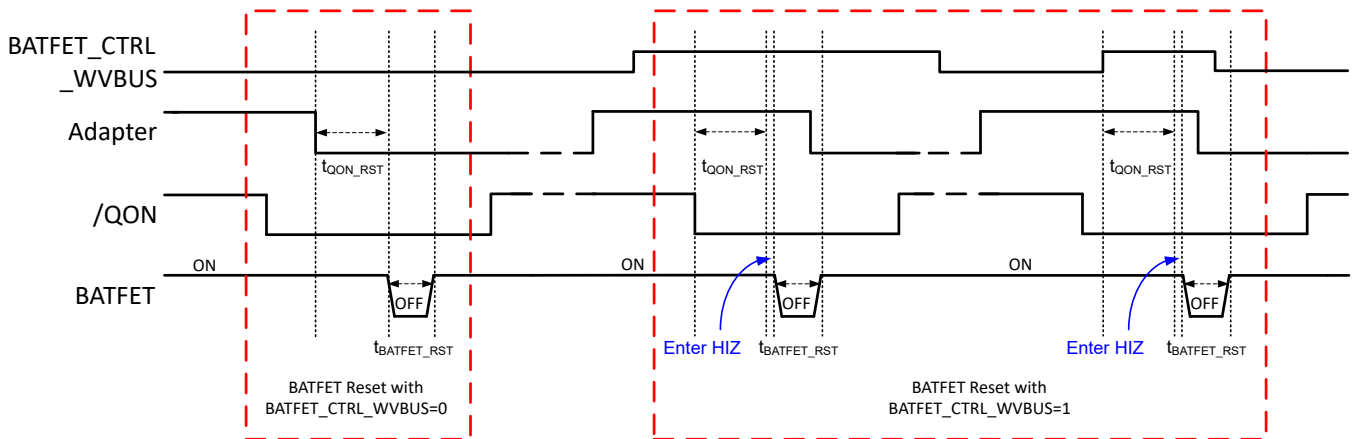 BATFET_CTRL
_WVBUS
Adapter
tQON_RST
tQON_RST
tQON_RST
/QON
ON
ON
ON
BATFET
OFF
OFF
OFF
tBATFET_RST
Enter HIZ
tBATFET_RST
Enter HIZ
tBATFET_RST
BATFET Reset with
BATFET_CTRL_WVBUS=0
BATFET Reset with
BATFET_CTRL_WVBUS=1